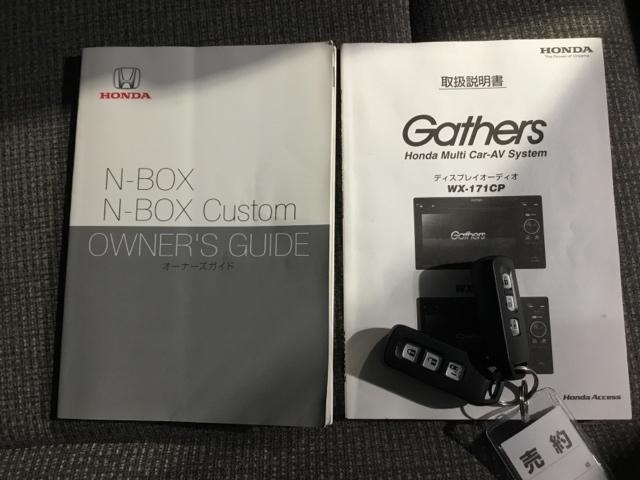 HONDA
N-BOX
N-BOX Custom
OWNER'S GUIDE
オーナーズガイド
HONDA
The Power of Dreams
取扱説明書
Gathers
Honda Multi Car-AV System
ディスプレイオーディオ
WX-171CP
Gathers
WX
Honda Access
売約